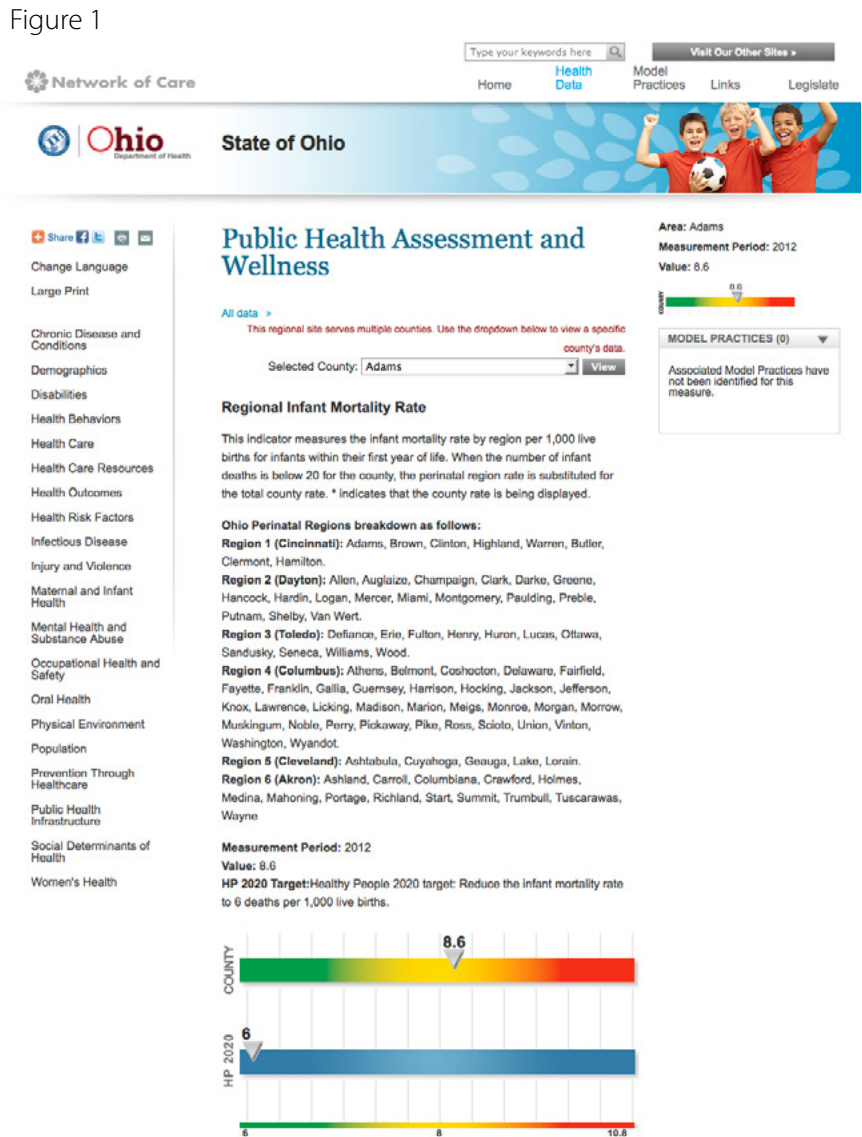 Figure 1
Type your keywords here
Visit Our Other Sites »
Network of Care
Home
Health Data
Model Practices
Links
Legislate
Ohio
Department of Health
State of Ohio
Share
Change Language
Large Print
Chronic Disease and
Conditions
Demographics
Disabilities
Health Behaviors
Health Care
Health Care Resources
Health Outcomes
Health Risk Factors
Infectious Disease
Injury and Violence
Maternal and Infant
Health
Mental Health and
Substance Abuse
Occupational Health and
Safety
Oral Health
Physical Environment
Population
Prevention Through
Healthcare
Public Health
Infrastructure
Social Determinants of
Health
Women's Health
Public Health Assessment and
Wellness
All data »
This regional site serves multiple counties. Use the dropdown below to view a specific
county's data.
Selected County: Adams View
Regional Infant Mortality Rate
This indicator measures the infant mortality rate by region per 1,000 live
births for infants within their first year of life. When the number of infant
deaths is below 20 for the county, the perinatal region rate is substituted for
the total county rate. * indicates that the county rate is being displayed.
Ohio Perinatal Regions breakdown as follows:
Region 1 (Cincinnati): Adams, Brown, Clinton, Highland, Warren, Butler,
Clermont, Hamilton.
Region 2 (Dayton): Allen, Auglaize, Champaign, Clark, Darke, Greene,
Hancock, Hardin, Logan, Mercer, Miami, Montgomery, Paulding, Preble,
Putnam, Shelby, Van Wert.
Region 3 (Toledo): Defiance, Erie, Fulton, Henry, Huron, Lucas, Ottawa,
Sandusky, Seneca, Williams, Wood.
Region 4 (Columbus): Athens, Belmont, Coshocton, Delaware, Fairfield,
Fayette, Franklin, Gallia, Guernsey, Harrison, Hocking, Jackson, Jefferson,
Knox, Lawrence, Licking, Madison, Marion, Meigs, Monroe, Morgan, Morrow,
Muskingum, Noble, Perry, Pickaway, Pike, Ross, Scioto, Union, Vinton,
Washington, Wyandot.
Region 5 (Cleveland): Ashtabula, Cuyahoga, Geauga, Lake, Lorain.
Region 6 (Akron): Ashland, Carroll, Columbiana, Crawford, Holmes,
Medina, Mahoning, Portage, Richland, Start, Summit, Trumbull, Tuscarawas,
Wayne
Measurement Period: 2012
Value: 8.6
HP 2020 Target:Healthy People 2020 target: Reduce the infant mortality rate
to 6 deaths per 1,000 live births.
COUNTY
8.6
HP 2020
6
6 8 10.8
Area: Adams
Measurement Period: 2012
Value: 8.6
8.6
COUNTY
MODEL PRACTICES (0)
Associated Model Practices have
not been identified for this
measure.